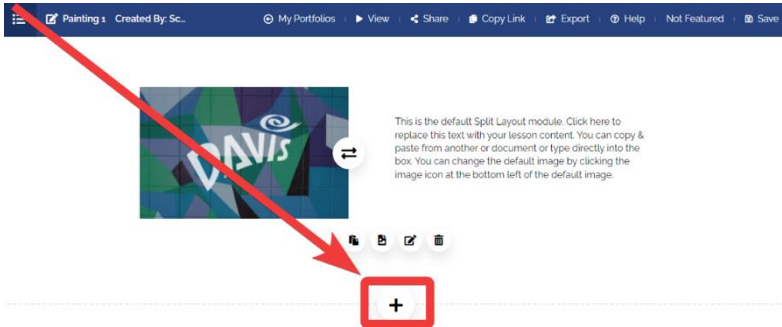 Painting 1 Created By: Sc... My Portfolios View Share Copy Link Export Help Not Featured Save
DAVIS
This is the default Split Layout module. Click here to
replace this text with your lesson content. You can copy &
paste from another or document or type directly into the
box. You can change the default image by clicking the
image icon at the bottom left of the default image.